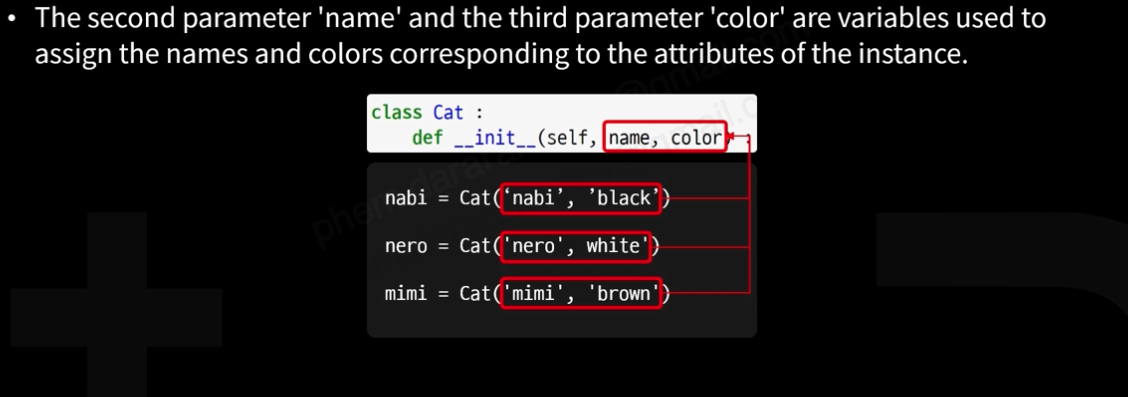 • The second parameter 'name' and the third parameter 'color' are variables used to
assign the names and colors corresponding to the attributes of the instance.
class Cat :
def __init__(self, name, color) :
nabi = Cat(‘nabi’, ’black’)
nero = Cat('nero', white')
mimi = Cat('mimi', 'brown')